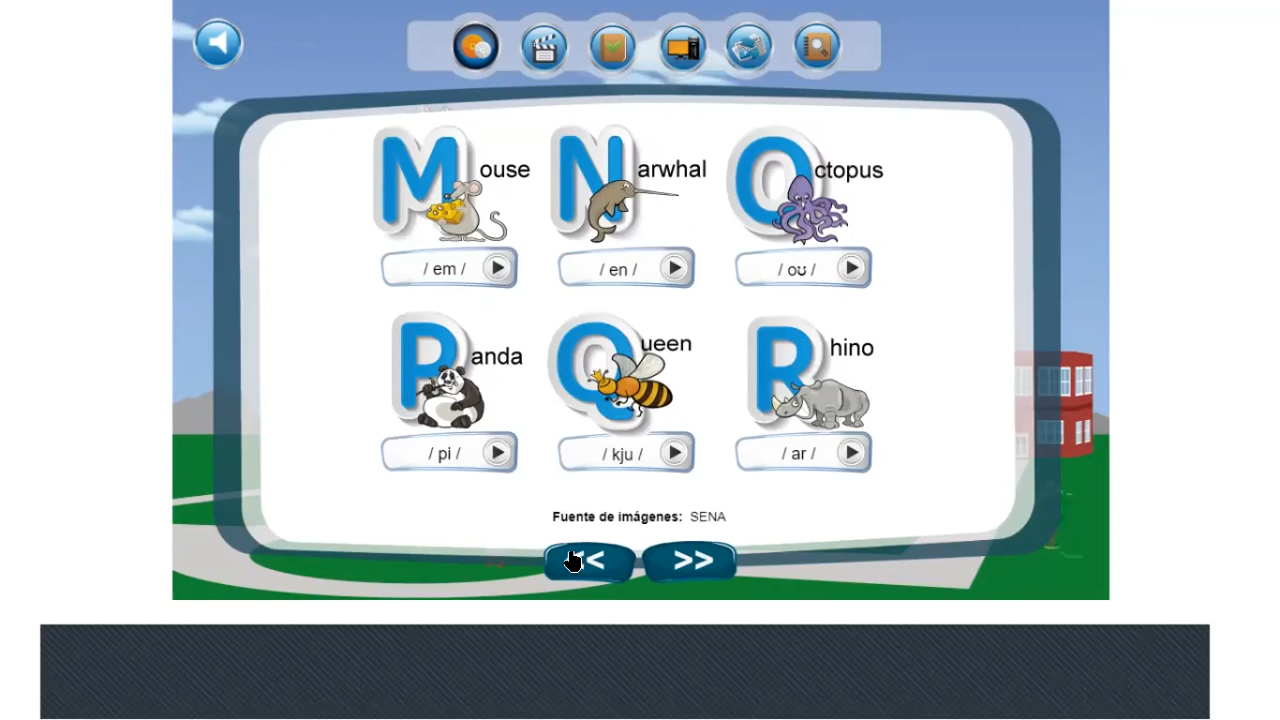 Mouse Narwhal Octopus
/ em / / en / / oʊ /
Panda Queen Rhino
/ pi / / kju / / ar /
Fuente de imágenes: SENA
<< >>